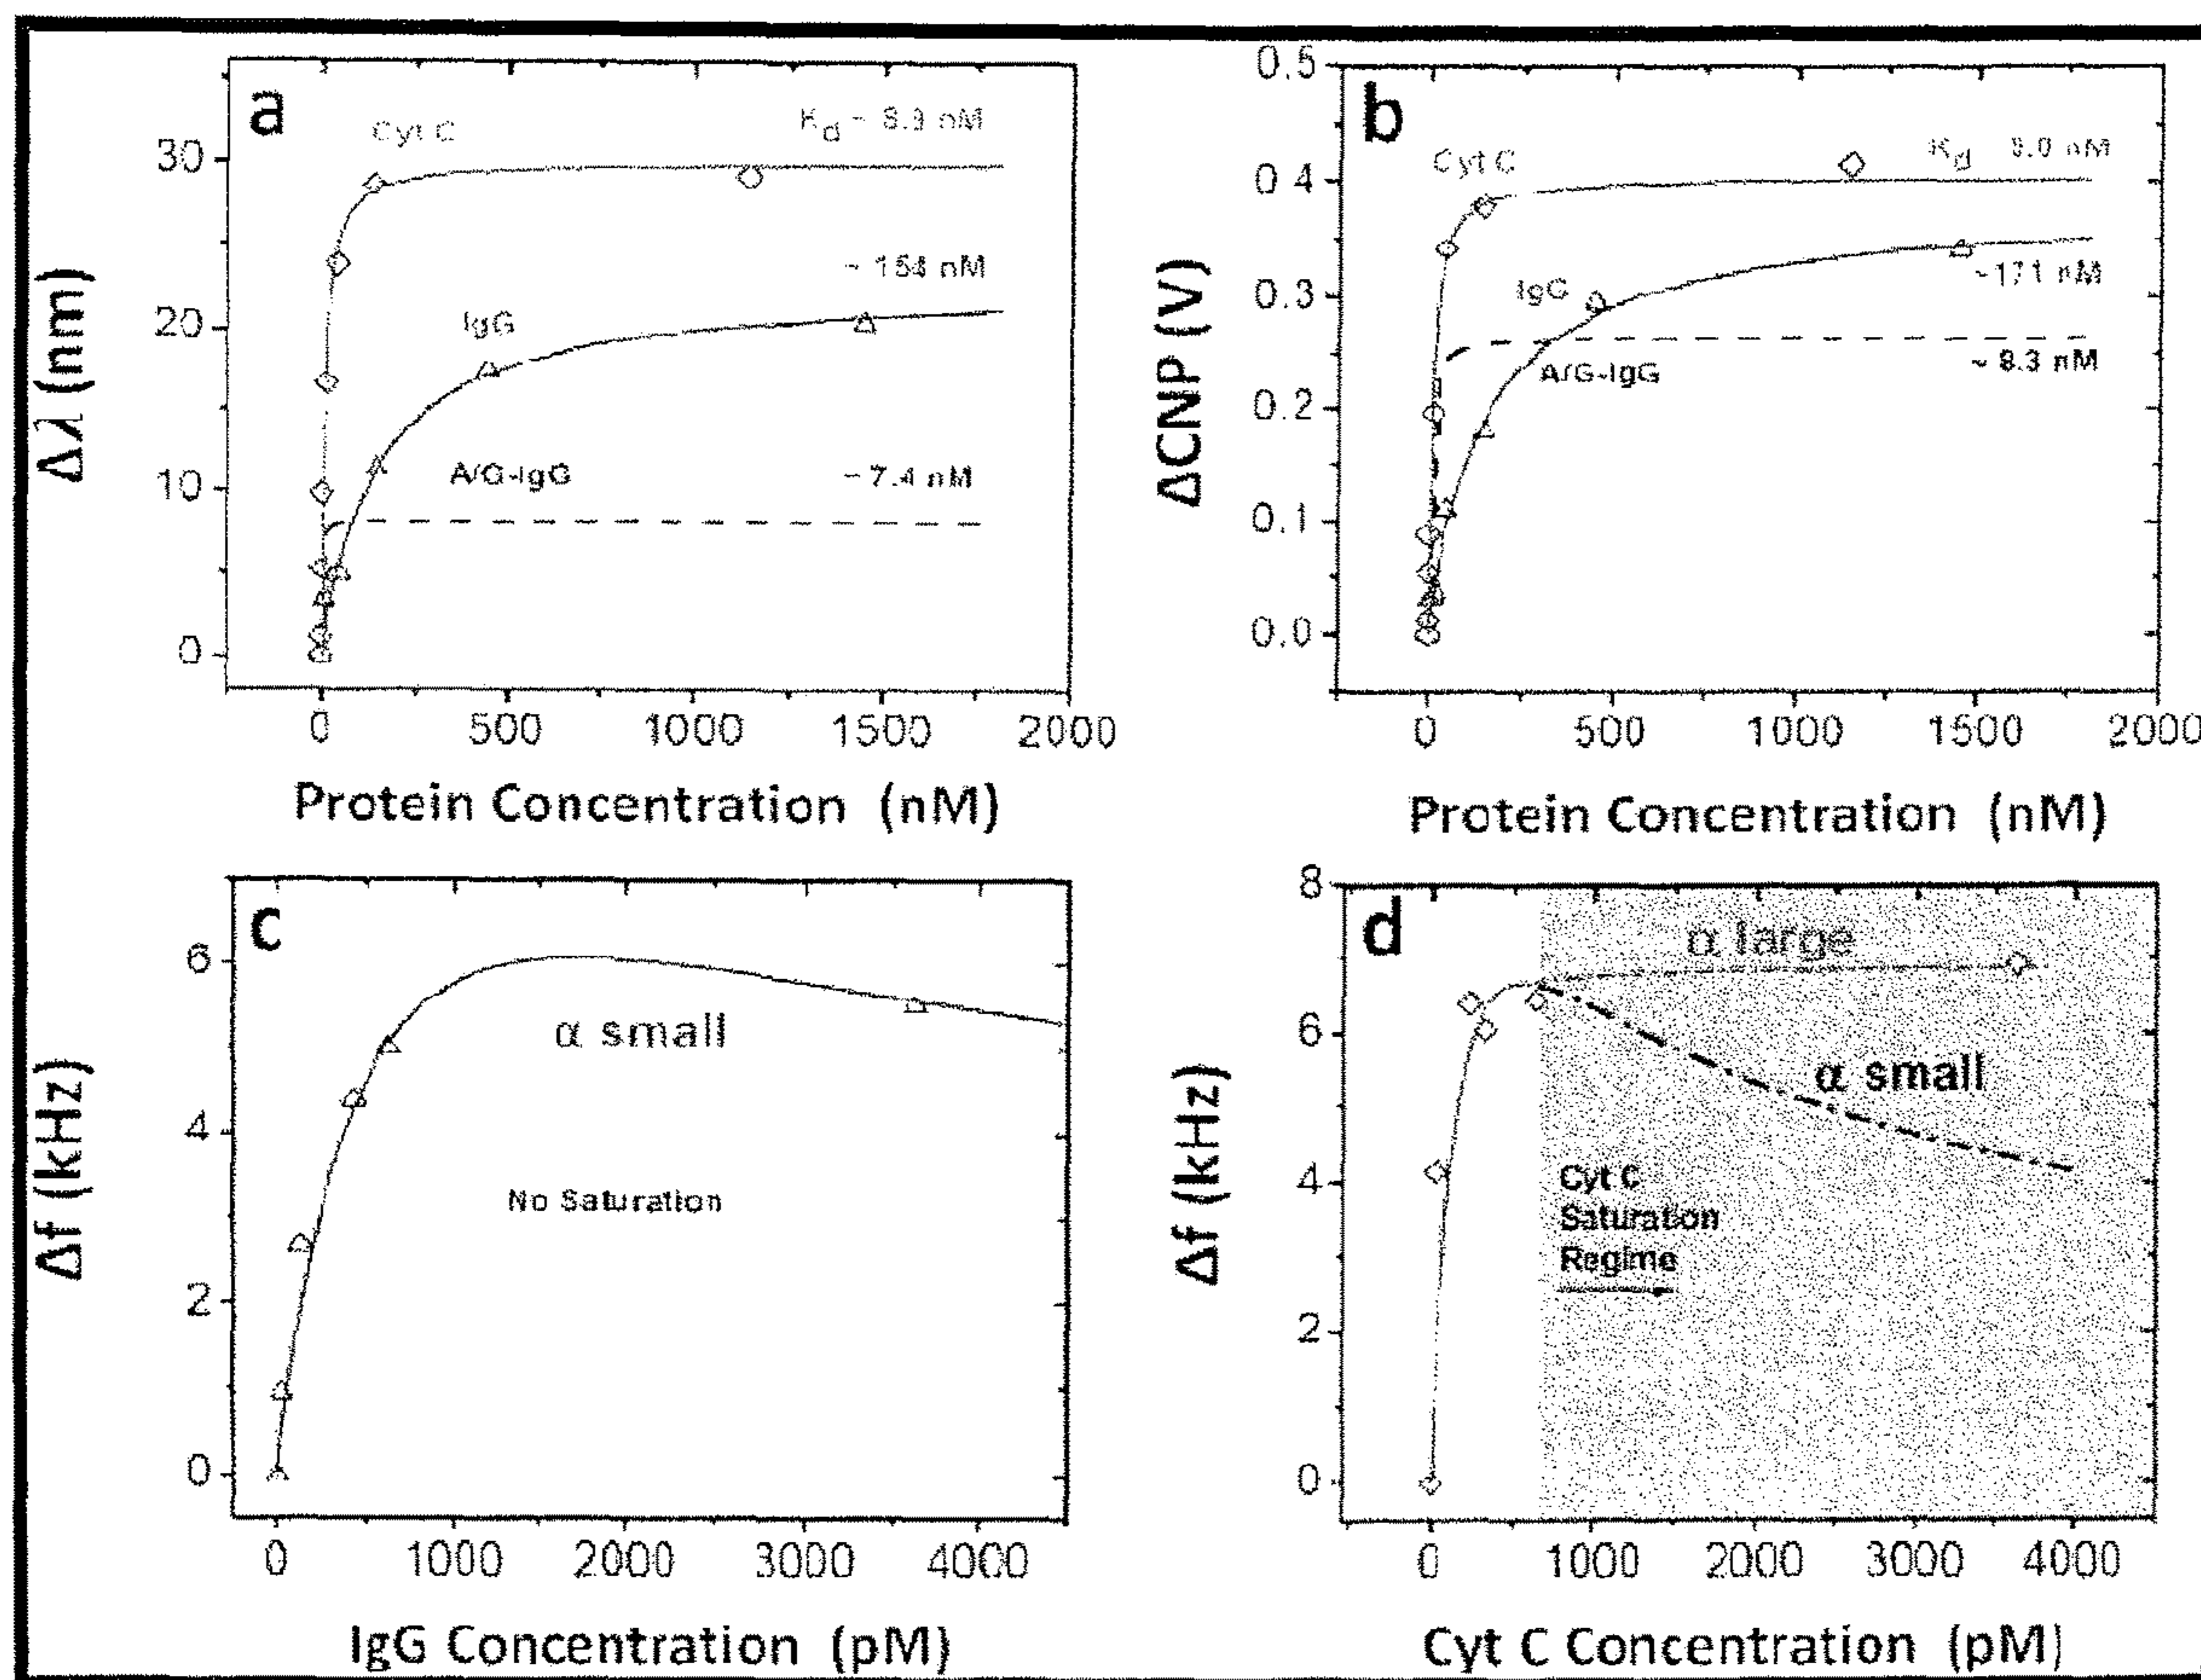 a
Cyt C
30
IgG
20
A/G-IgG
~ 7.4 nM
10
0
Δλ (nm)
0 500 1000 1500 2000
Protein Concentration (nM)
b
0.5
Cyt C
0.4
IgG
~171 nM
0.3
A/G-IgG
~ 8.3 nM
0.2
0.1
0.0
ΔCNP (V)
0 500 1000 1500 2000
Protein Concentration (nM)
c
6
α small
4
No Saturation
2
0
Δf (kHz)
0 1000 2000 3000 4000
IgG Concentration (pM)
d
8
α large
6
α small
4
Cyt C
Saturation
Regime
2
0
Δf (kHz)
0 1000 2000 3000 4000
Cyt C Concentration (pM)